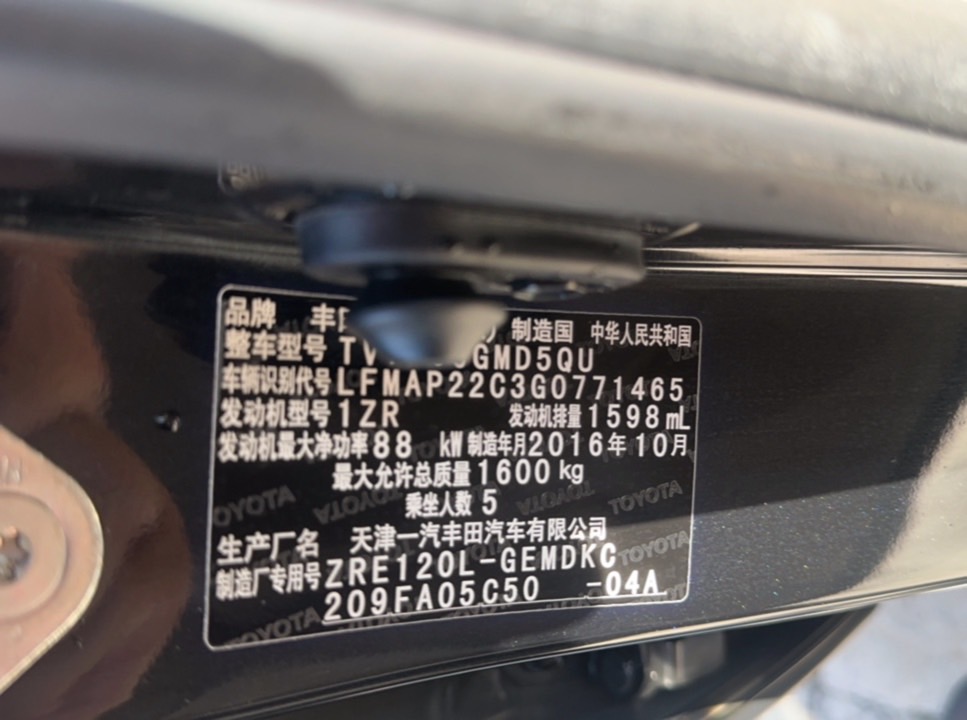 品牌 制造国 中华人民共和国
整车型号 GMD5QU
车辆识别代号 LFMAP22C3G0771465
发动机型号 1ZR 发动机排量 1598 mL
发动机最大净功率 88 kW 制造年月 2016年10月
最大允许总质量 1600 kg
乘坐人数 5
生产厂名 天津一汽丰田汽车有限公司
制造厂专用号 ZRE120L-GEMDKC
209FA05C50 -04A